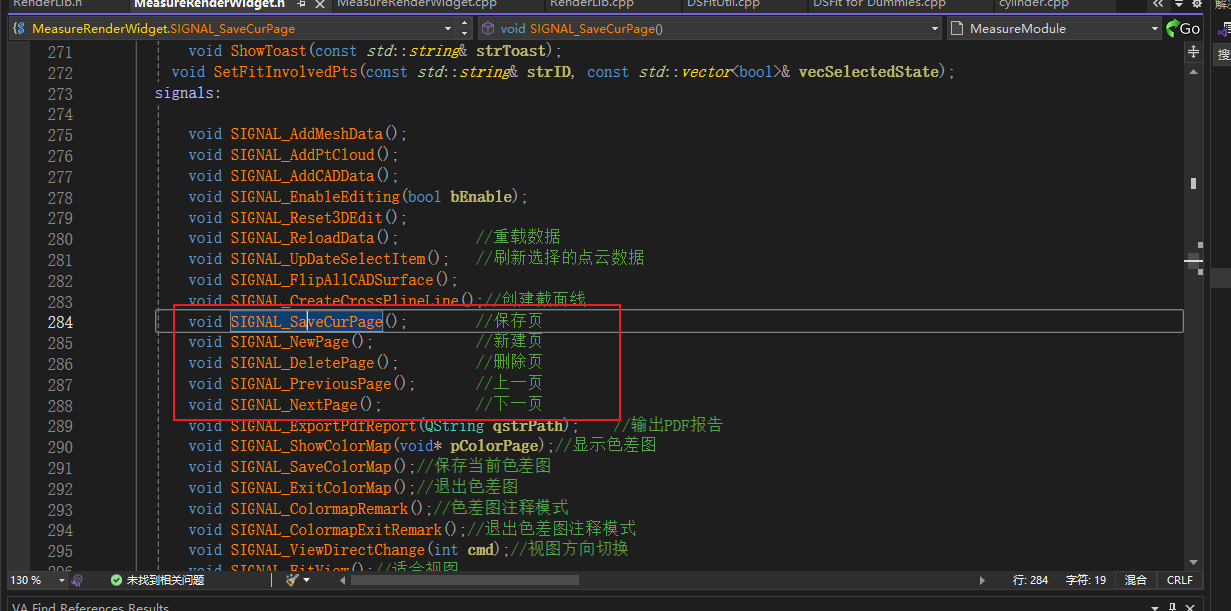 RenderLib.h MeasureRenderWidget.h MeasureRenderWidget.cpp RenderLib.cpp DSFitUtil.cpp DSFit for Dummies.cpp cylinder.cpp
MeasureRenderWidget.SIGNAL_SaveCurPage void SIGNAL_SaveCurPage() MeasureModule Go
271 void ShowToast(const std::string& strToast);
272 void SetFitInvolvedPts(const std::string& strID, const std::vector<bool>& vecSelectedState);
273 signals:
274
275 void SIGNAL_AddMeshData();
276 void SIGNAL_AddPtCloud();
277 void SIGNAL_AddCADData();
278 void SIGNAL_EnableEditing(bool bEnable);
279 void SIGNAL_Reset3DEdit();
280 void SIGNAL_ReloadData(); //重载数据
281 void SIGNAL_UpDateSelectItem(); //刷新选择的点云数据
282 void SIGNAL_FlipAllCADSurface();
283 void SIGNAL_CreateCrossPlineLine();//创建截面线
284 void SIGNAL_SaveCurPage(); //保存页
285 void SIGNAL_NewPage(); //新建页
286 void SIGNAL_DeletePage(); //删除页
287 void SIGNAL_PreviousPage(); //上一页
288 void SIGNAL_NextPage(); //下一页
289 void SIGNAL_ExportPdfReport(QString qstrPath); //输出PDF报告
290 void SIGNAL_ShowColorMap(void* pColorPage);//显示色差图
291 void SIGNAL_SaveColorMap();//保存当前色差图
292 void SIGNAL_ExitColorMap();//退出色差图
293 void SIGNAL_ColormapRemark();//色差图注释模式
294 void SIGNAL_ColormapExitRemark();//退出色差图注释模式
295 void SIGNAL_ViewDirectChange(int cmd);//视图方向切换
void SIGNAL_FitView();//适合视图
130 % 未找到相关问题 行: 284 字符: 19 混合 CRLF
VA Find References Results